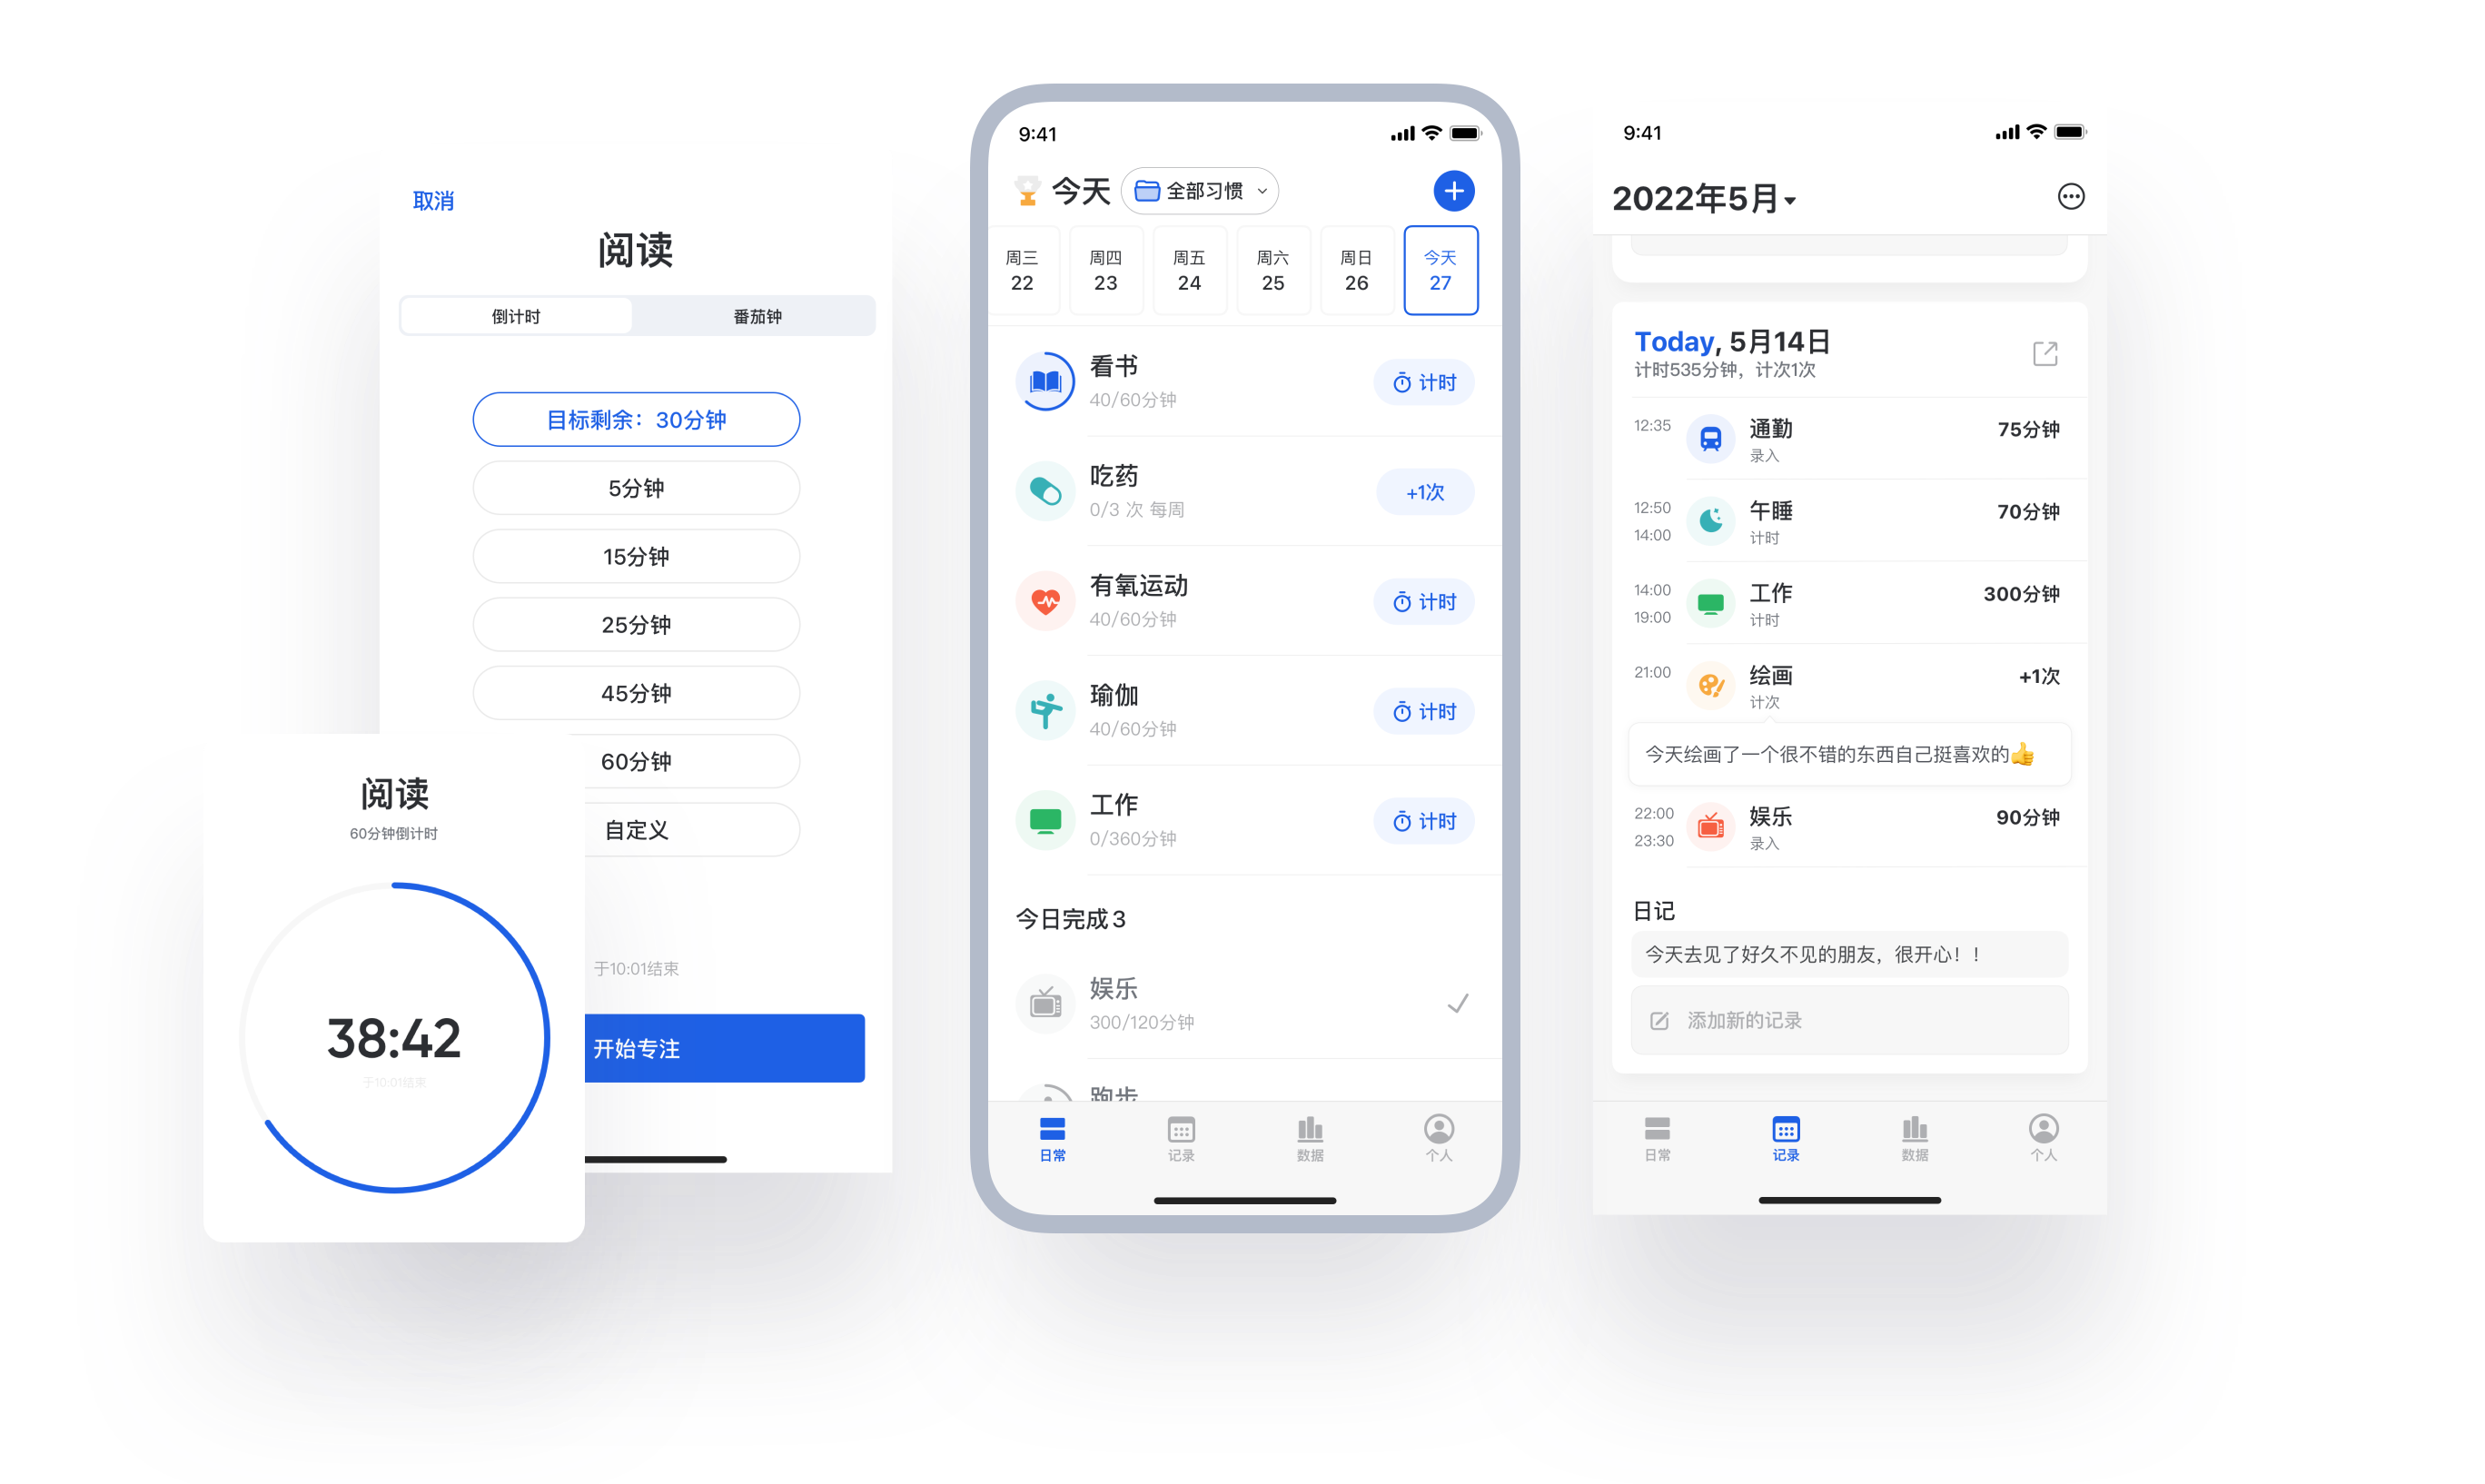 取消
阅读
倒计时
番茄钟
目标剩余：30分钟
5分钟
15分钟
25分钟
45分钟
60分钟
自定义
于10:01结束
开始专注
阅读
60分钟倒计时
38:42
于10:01结束
9:41
今天
全部习惯
周三
22
周四
23
周五
24
周六
25
周日
26
今天
27
看书
40/60分钟
计时
吃药
0/3 次 每周
+1次
有氧运动
40/60分钟
计时
瑜伽
40/60分钟
计时
工作
0/360分钟
计时
今日完成3
娱乐
300/120分钟
跑步
日常
记录
数据
个人
9:41
2022年5月
Today, 5月14日
计时535分钟，计次1次
12:35
通勤
75分钟
录入
12:50
午睡
70分钟
14:00
计时
14:00
工作
300分钟
19:00
计时
21:00
绘画
+1次
计次
今天绘画了一个很不错的东西自己挺喜欢的👍
22:00
娱乐
90分钟
23:30
录入
日记
今天去见了好久不见的朋友，很开心！！
添加新的记录
日常
记录
数据
个人